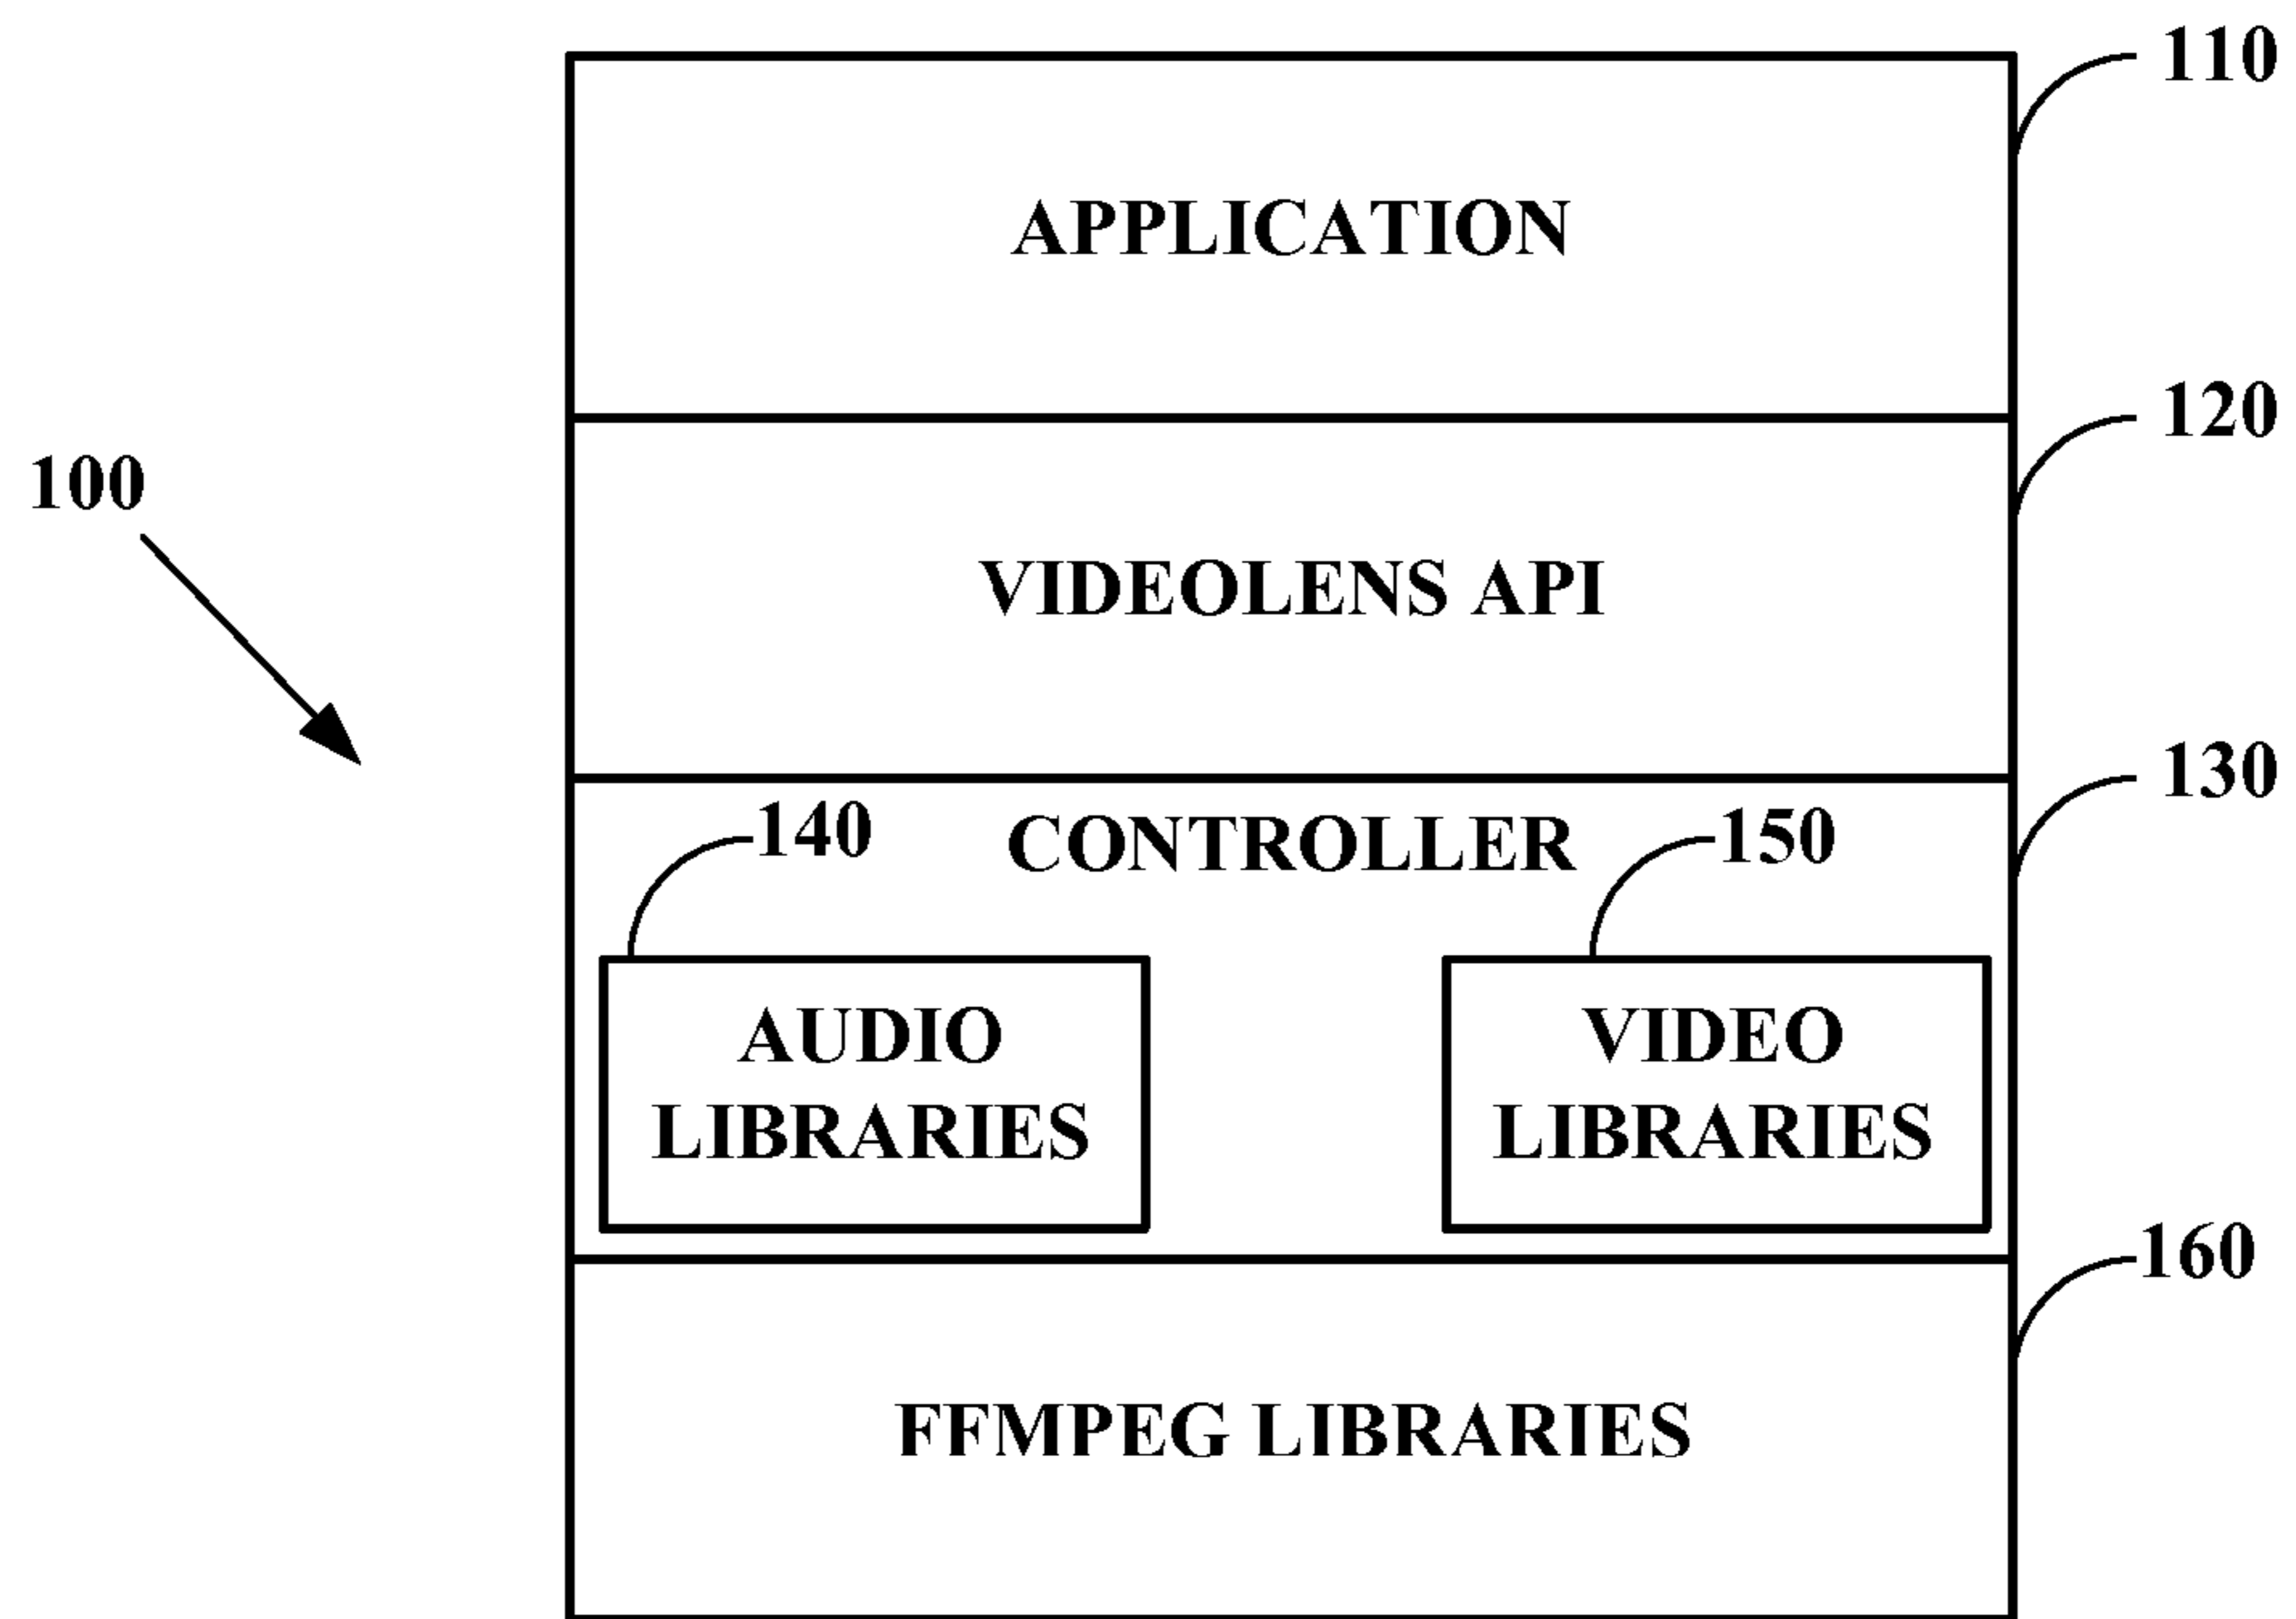 110
APPLICATION
120
100
VIDEOLENS API
130
140
CONTROLLER
150
AUDIO
LIBRARIES
VIDEO
LIBRARIES
160
FFMPEG LIBRARIES